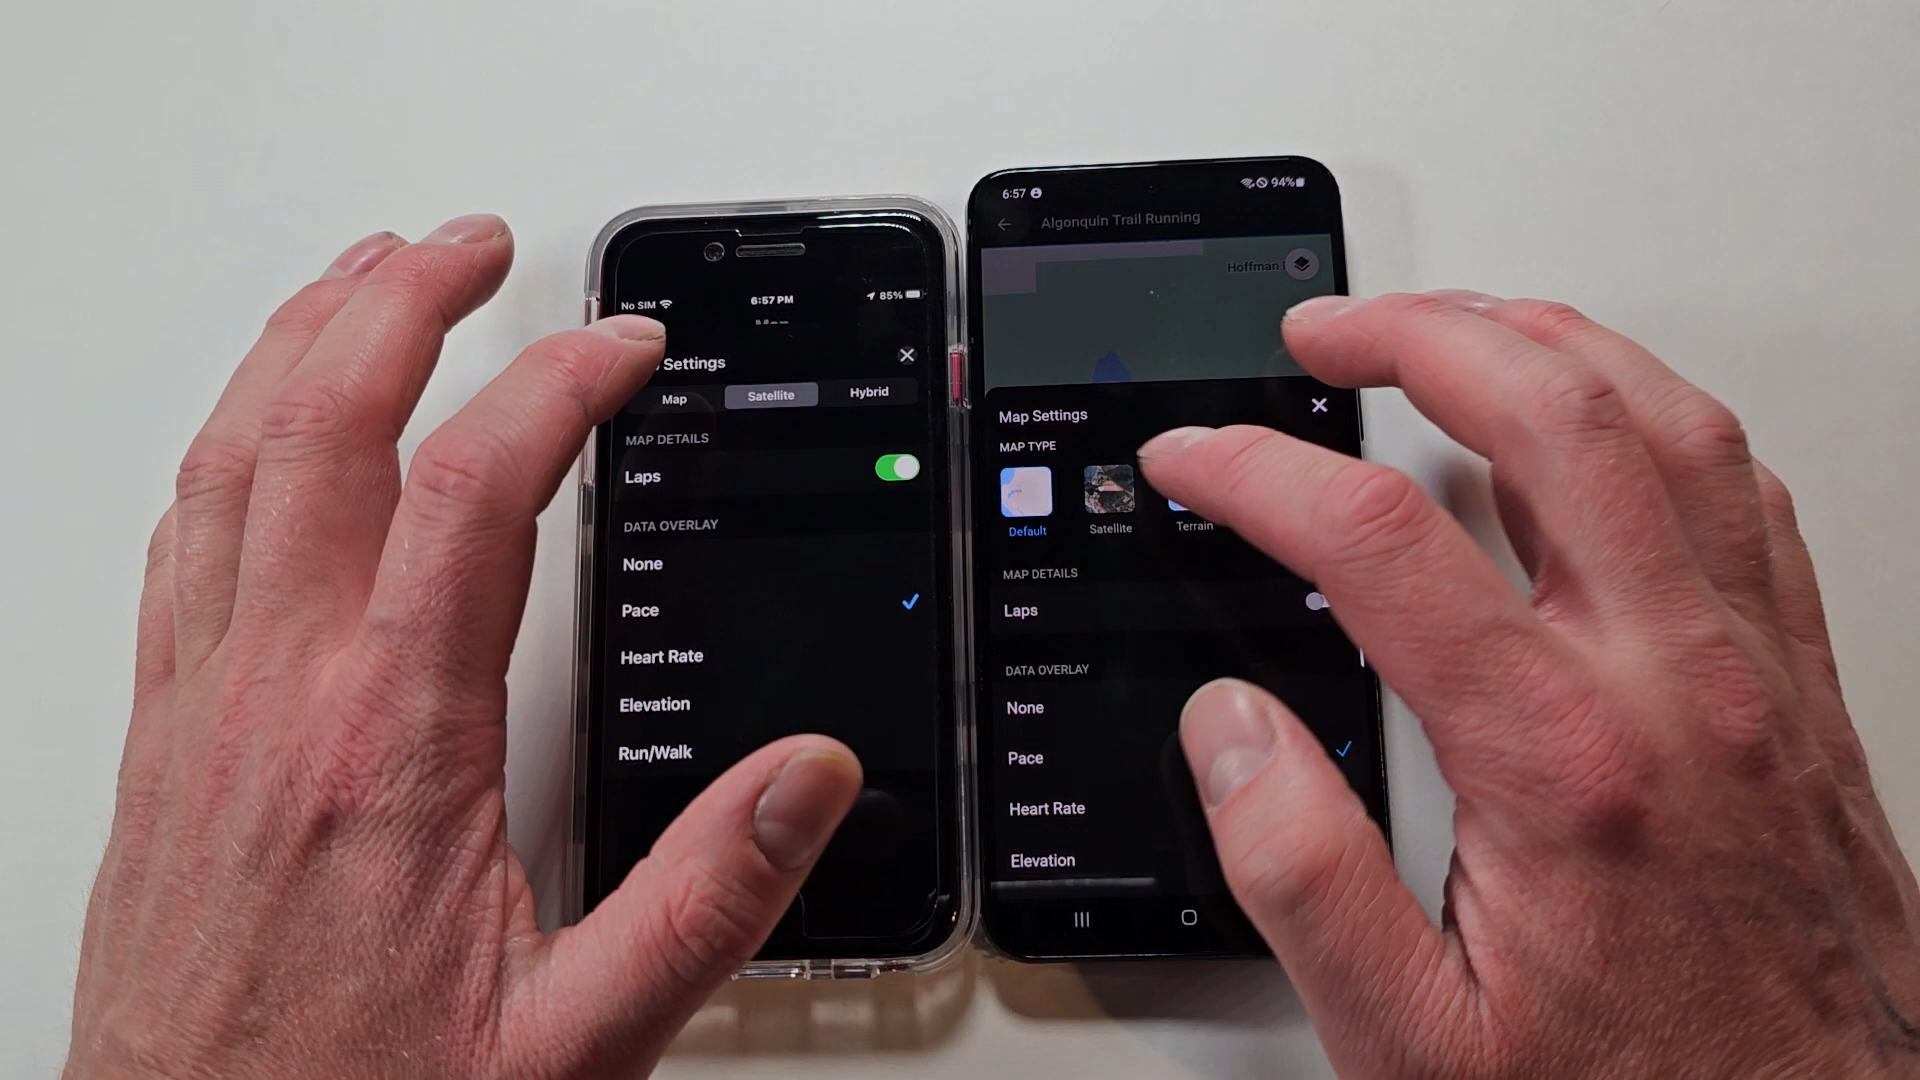 No SIM 6:57 PM 85%
Settings
Map Satellite Hybrid
MAP DETAILS
Laps
DATA OVERLAY
None
Pace
Heart Rate
Elevation
Run/Walk
6:57 94%
Algonquin Trail Running
Hoffman
Map Settings
MAP TYPE
Default Satellite Terrain
MAP DETAILS
Laps
DATA OVERLAY
None
Pace
Heart Rate
Elevation